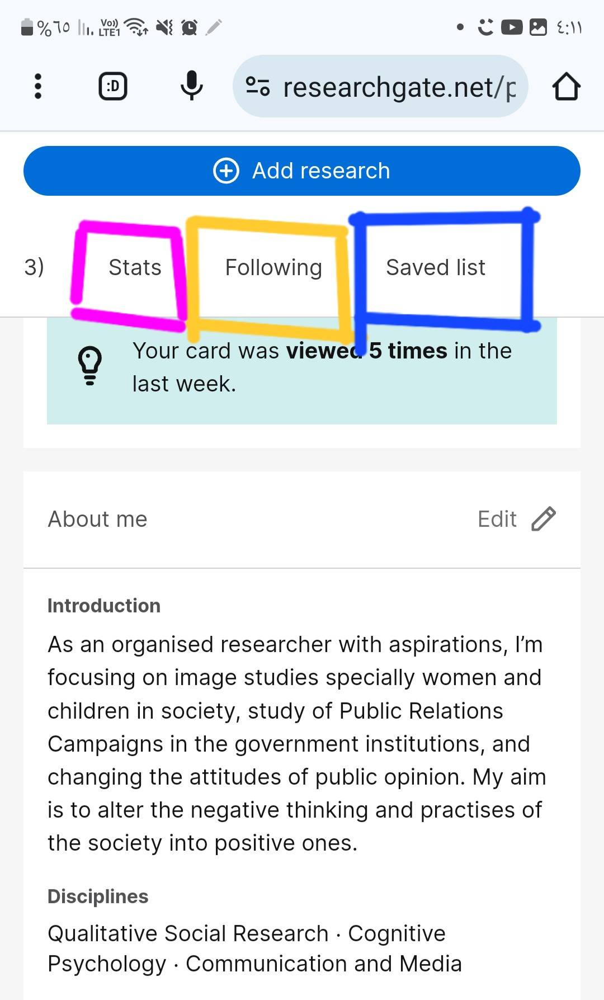 %٦٥ Vo)) LTE1 ٤:١١
:D researchgate.net/p
Add research
3) Stats Following Saved list
Your card was viewed 5 times in the
last week.
About me Edit
Introduction
As an organised researcher with aspirations, I’m
focusing on image studies specially women and
children in society, study of Public Relations
Campaigns in the government institutions, and
changing the attitudes of public opinion. My aim
is to alter the negative thinking and practises of
the society into positive ones.
Disciplines
Qualitative Social Research · Cognitive
Psychology · Communication and Media